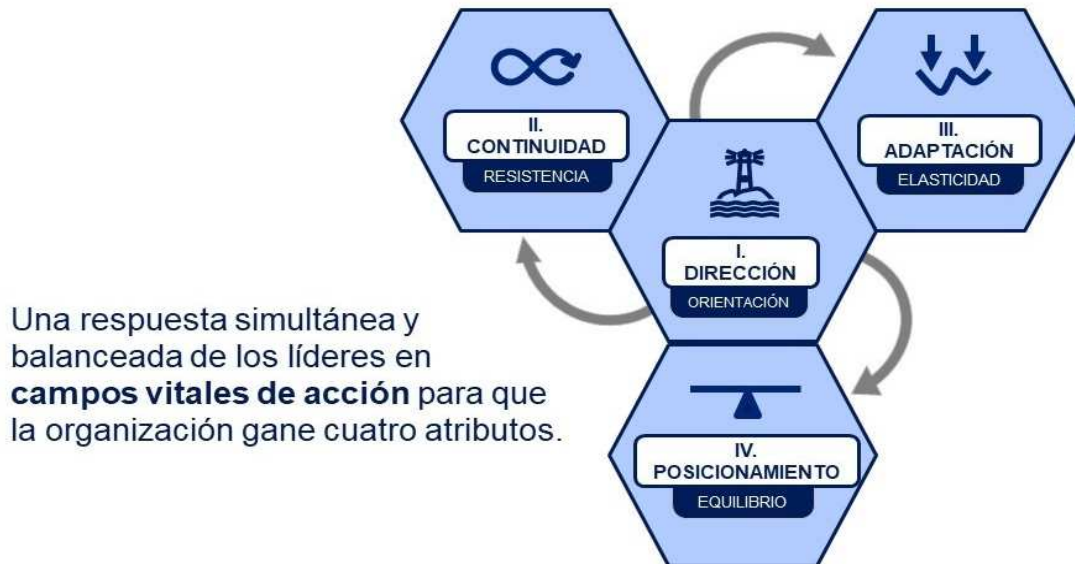 II.
CONTINUIDAD
RESISTENCIA
III.
ADAPTACIÓN
ELASTICIDAD
I.
DIRECCIÓN
ORIENTACIÓN
Una respuesta simultánea y
balanceada de los líderes en
campos vitales de acción para que
la organización gane cuatro atributos.
IV.
POSICIONAMIENTO
EQUILIBRIO